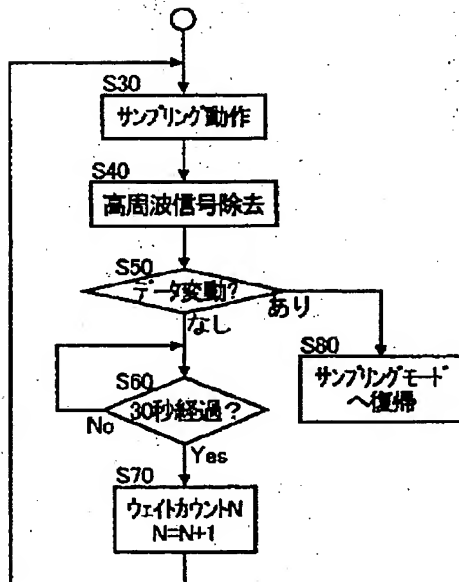 S30
サンプリング動作
S40
高周波信号除去
S50
データ変動?
あり
なし
S80
サンプリングモード
へ復帰
S60
30秒経過?
No
Yes
S70
ウェイトカウントN
N=N+1